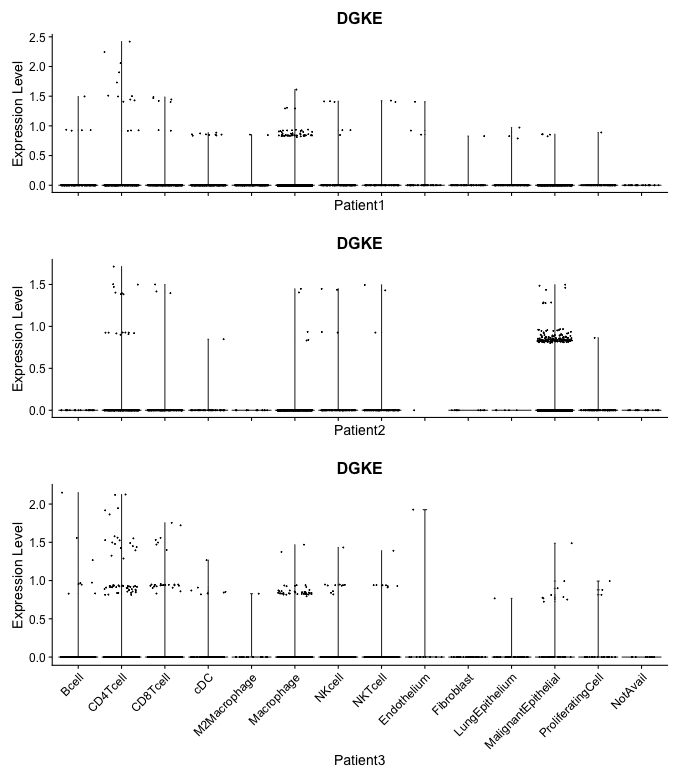 DGKE
Expression Level
2.5
2.0
1.5
1.0
0.5
0.0
Patient1
DGKE
Expression Level
1.5
1.0
0.5
0.0
Patient2
DGKE
Expression Level
2.0
1.5
1.0
0.5
0.0
Bcell
CD4Tcell
CD8Tcell
cDC
M2Macrophage
Macrophage
NKcell
NKTcell
Endothelium
Fibroblast
LungEpithelium
MalignantEpithelial
ProliferatingCell
NotAvail
Patient3